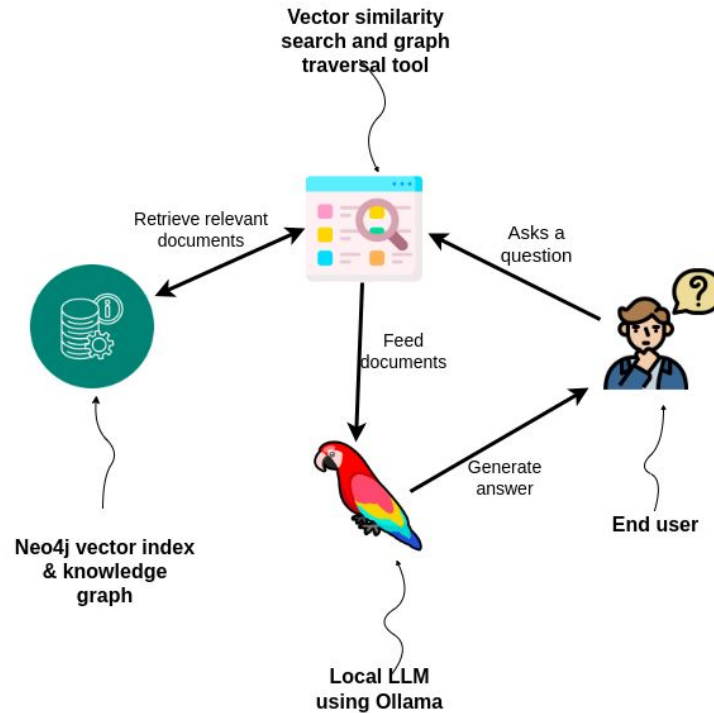 Vector similarity
search and graph
traversal tool
Retrieve relevant
documents
Asks a
question
?
i
Feed
documents
Generate
answer
End user
Neo4j vector index
& knowledge
graph
Local LLM
using Ollama